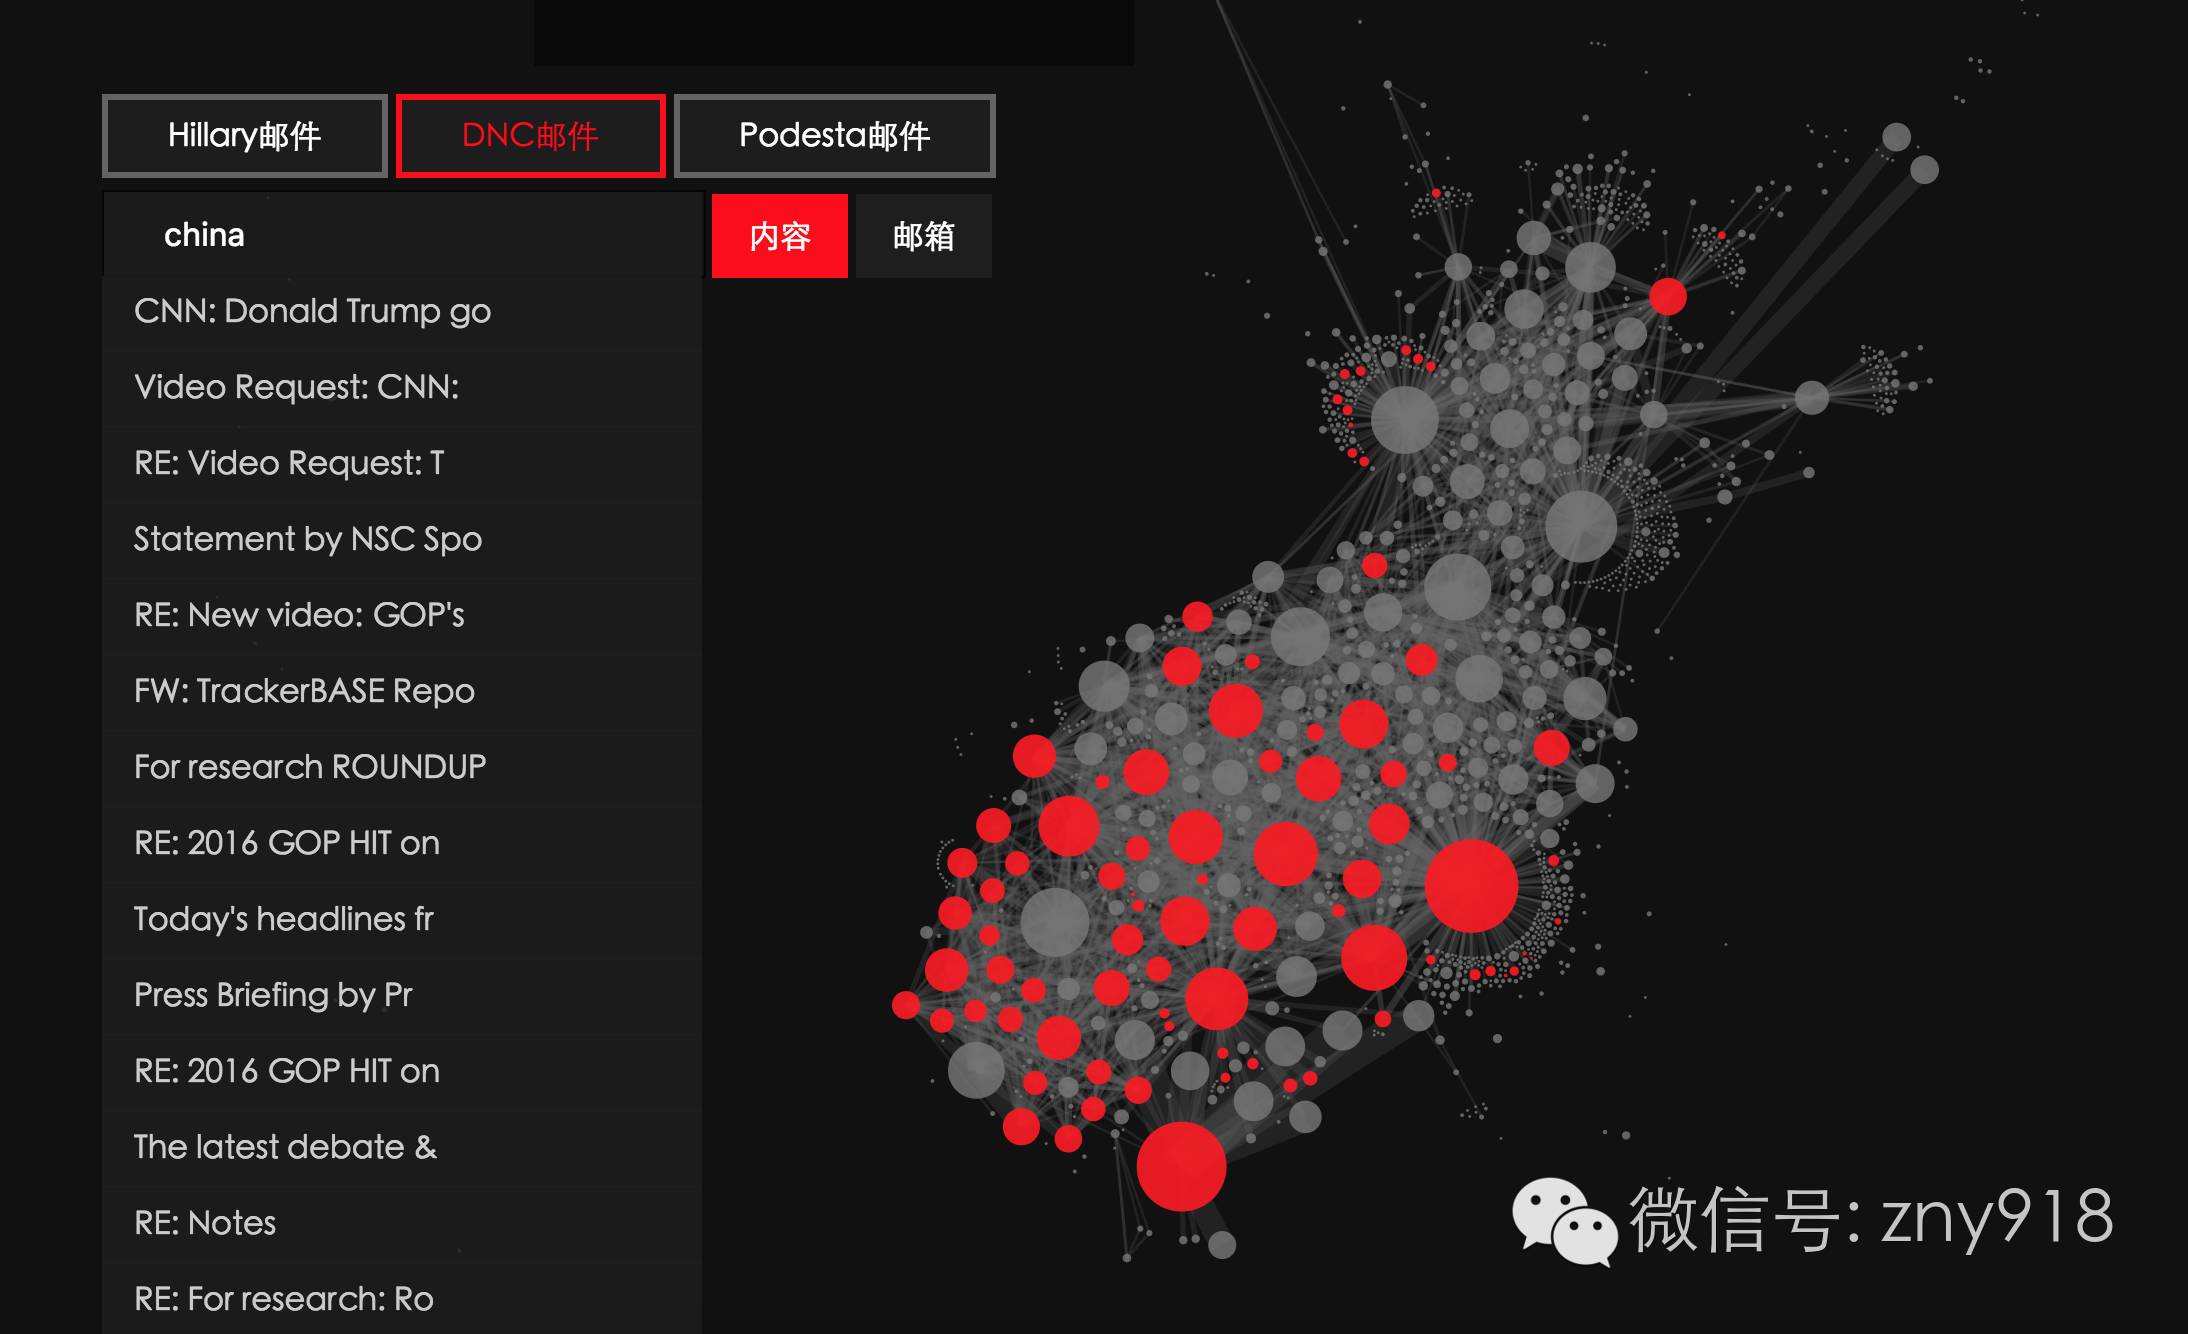 Hillary邮件
DNC邮件
Podesta邮件
china
内容
邮箱
CNN: Donald Trump go
Video Request: CNN:
RE: Video Request: T
Statement by NSC Spo
RE: New video: GOP's
FW: TrackerBASE Repo
For research ROUNDUP
RE: 2016 GOP HIT on
Today's headlines fr
Press Briefing by Pr
RE: 2016 GOP HIT on
The latest debate &
RE: Notes
RE: For research: Ro
微信号: zny918